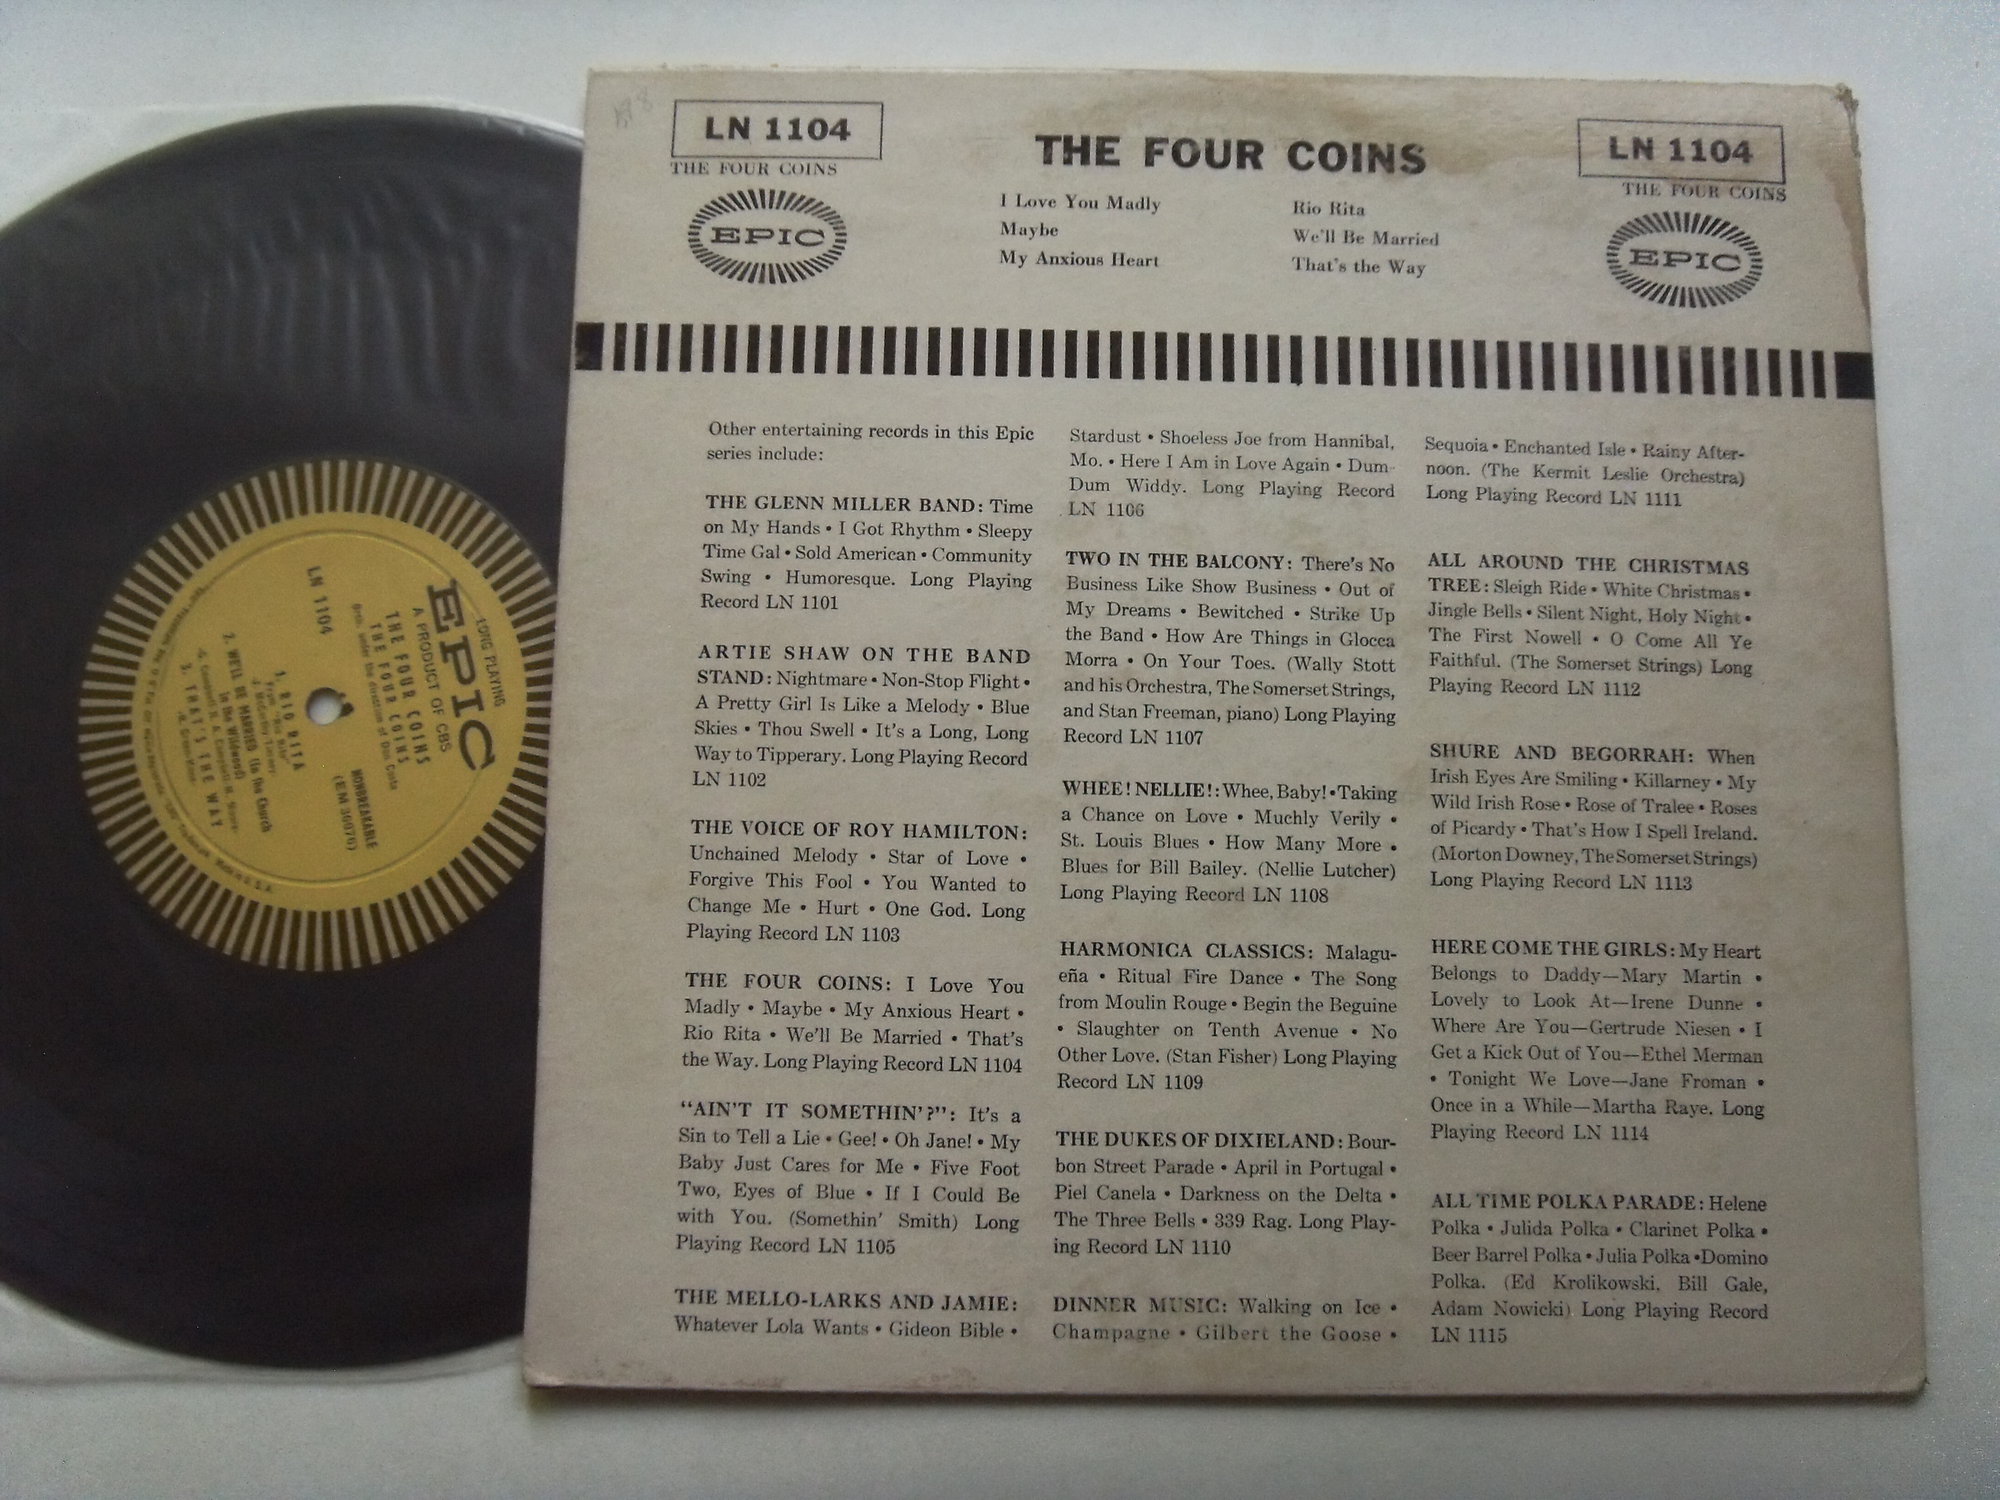 LN 1104
THE FOUR COINS
EPIC
THE FOUR COINS
I Love You Madly
Maybe
My Anxious Heart
Rio Rita
We'll Be Married
That's the Way
LN 1104
THE FOUR COINS
EPIC
Other entertaining records in this Epic
series include:
THE GLENN MILLER BAND: Time
on My Hands • I Got Rhythm • Sleepy
Time Gal • Sold American • Community
Swing • Humoresque. Long Playing
Record LN 1101
ARTIE SHAW ON THE BAND
STAND: Nightmare • Non-Stop Flight •
A Pretty Girl Is Like a Melody • Blue
Skies • Thou Swell • It's a Long, Long
Way to Tipperary. Long Playing Record
LN 1102
THE VOICE OF ROY HAMILTON:
Unchained Melody • Star of Love •
Forgive This Fool • You Wanted to
Change Me • Hurt • One God. Long
Playing Record LN 1103
THE FOUR COINS: I Love You
Madly • Maybe • My Anxious Heart •
Rio Rita • We'll Be Married • That's
the Way. Long Playing Record LN 1104
"AIN'T IT SOMETHIN'?": It's a
Sin to Tell a Lie • Gee! • Oh Jane! • My
Baby Just Cares for Me • Five Foot
Two, Eyes of Blue • If I Could Be
with You. (Somethin' Smith) Long
Playing Record LN 1105
THE MELLO-LARKS AND JAMIE:
Whatever Lola Wants • Gideon Bible •
Stardust • Shoeless Joe from Hannibal,
Mo. • Here I Am in Love Again • Dum-
Dum Widdy. Long Playing Record
LN 1106
TWO IN THE BALCONY: There's No
Business Like Show Business • Out of
My Dreams • Bewitched • Strike Up
the Band • How Are Things in Glocca
Morra • On Your Toes. (Wally Stott
and his Orchestra, The Somerset Strings,
and Stan Freeman, piano) Long Playing
Record LN 1107
WHEE! NELLIE!: Whee, Baby! • Taking
a Chance on Love • Muchly Verily •
St. Louis Blues • How Many More •
Blues for Bill Bailey. (Nellie Lutcher)
Long Playing Record LN 1108
HARMONICA CLASSICS: Malagu-
eña • Ritual Fire Dance • The Song
from Moulin Rouge • Begin the Beguine
• Slaughter on Tenth Avenue • No
Other Love. (Stan Fisher) Long Playing
Record LN 1109
THE DUKES OF DIXIELAND: Bour-
bon Street Parade • April in Portugal •
Piel Canela • Darkness on the Delta •
The Three Bells • 339 Rag. Long Play-
ing Record LN 1110
DINNER MUSIC: Walking on Ice •
Champagne • Gilbert the Goose •
Sequoia • Enchanted Isle • Rainy After-
noon. (The Kermit Leslie Orchestra)
Long Playing Record LN 1111
ALL AROUND THE CHRISTMAS
TREE: Sleigh Ride • White Christmas •
Jingle Bells • Silent Night, Holy Night •
The First Nowell • O Come All Ye
Faithful. (The Somerset Strings) Long
Playing Record LN 1112
SHURE AND BEGORRAH: When
Irish Eyes Are Smiling • Killarney • My
Wild Irish Rose • Rose of Tralee • Roses
of Picardy • That's How I Spell Ireland.
(Morton Downey, The Somerset Strings)
Long Playing Record LN 1113
HERE COME THE GIRLS: My Heart
Belongs to Daddy—Mary Martin •
Lovely to Look At—Irene Dunne •
Where Are You—Gertrude Niesen • I
Get a Kick Out of You—Ethel Merman
• Tonight We Love—Jane Froman •
Once in a While—Martha Raye. Long
Playing Record LN 1114
ALL TIME POLKA PARADE: Helene
Polka • Julida Polka • Clarinet Polka •
Beer Barrel Polka • Julia Polka • Domino
Polka. (Ed Krolikowski, Bill Gale,
Adam Nowicki) Long Playing Record
LN 1115
LONG PLAYING
EPIC
A PRODUCT OF CBS
THE FOUR COINS
THE FOUR COINS
Orch. under the direction of Don Costa
LN 1104
NONBREAKABLE
(EM 36076)
1. RIO RITA
From "Rio Rita"
2. WE'LL BE MARRIED (In the Church
In the Wildwood)
3. THAT'S THE WAY